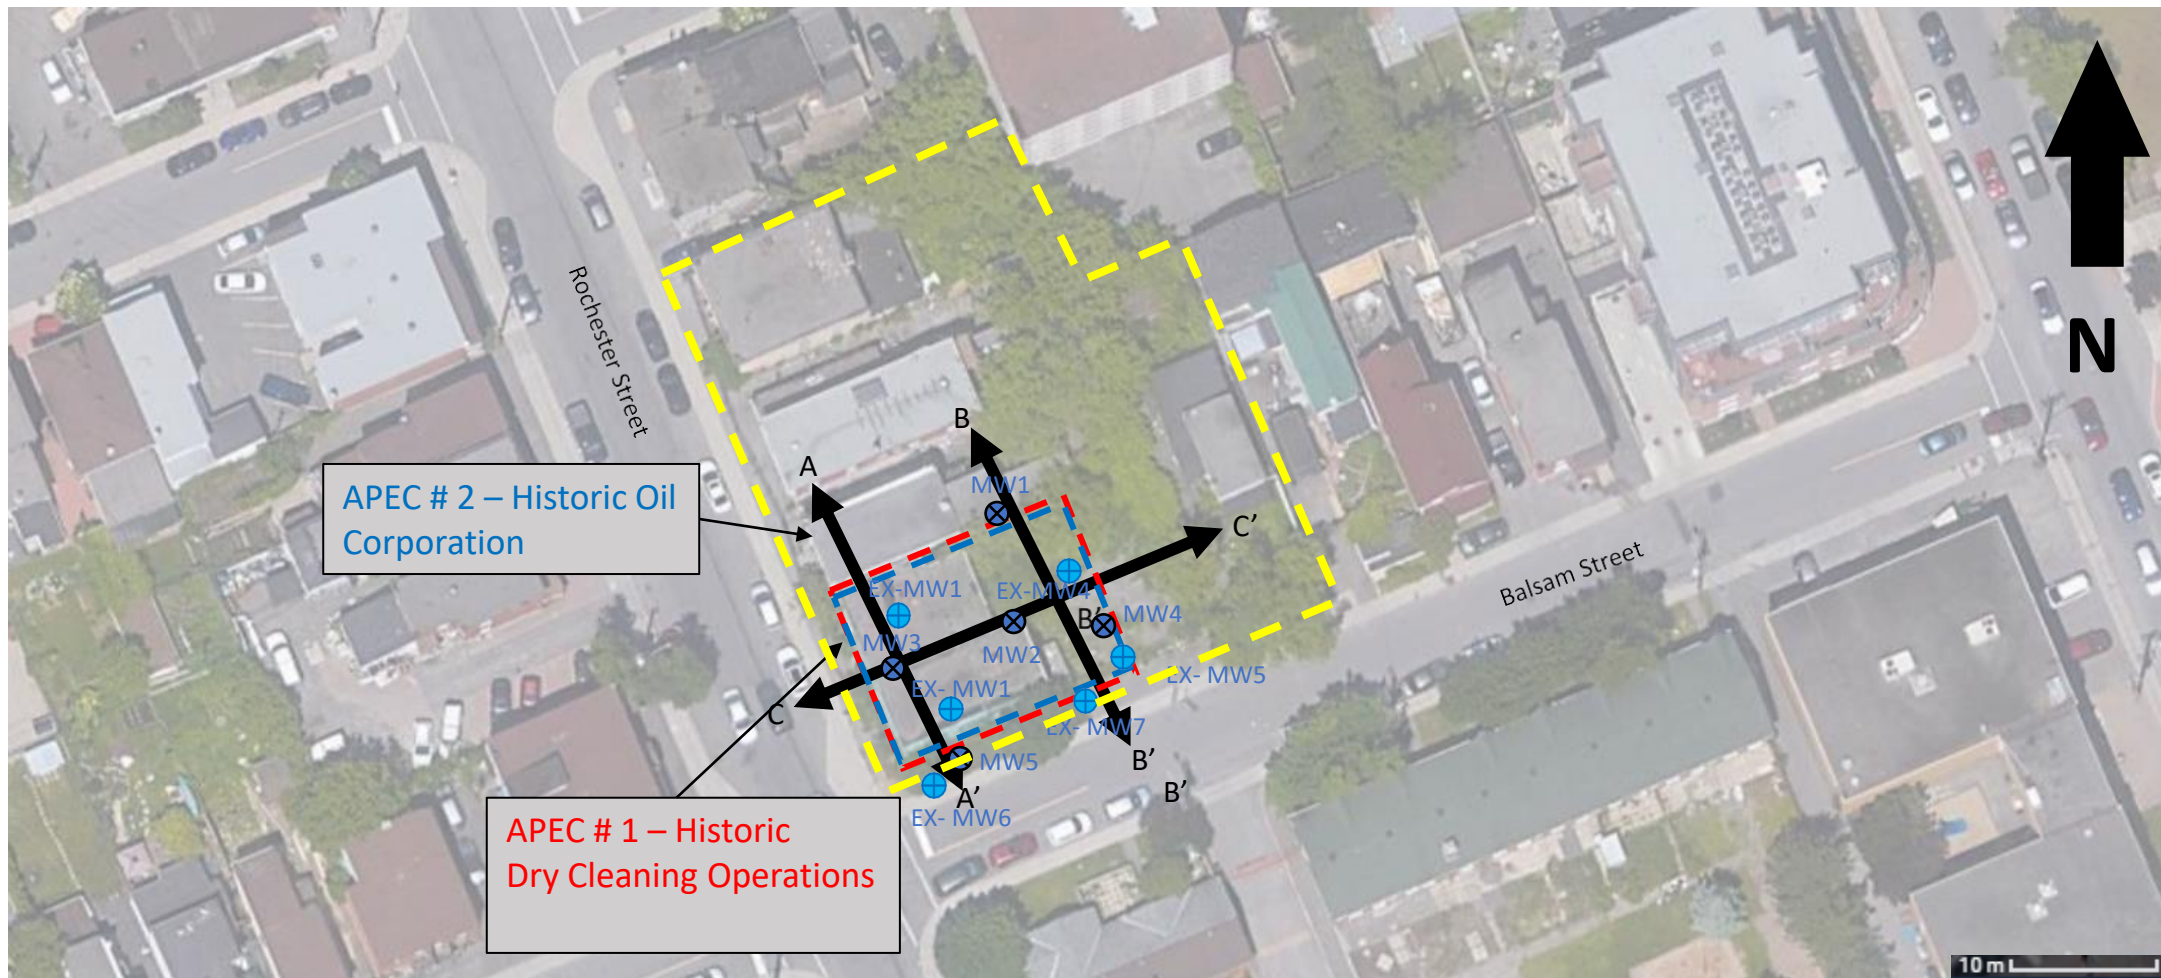 N
Rochester Street
B
A
MW1
APEC # 2 – Historic Oil
Corporation
C'
Balsam Street
EX-MW1
EX-MW4
B'
MW4
MW3
MW2
EX- MW5
EX- MW1
C
EX- MW7
MW5
B'
B'
A'
EX- MW6
APEC # 1 – Historic
Dry Cleaning Operations
10 m